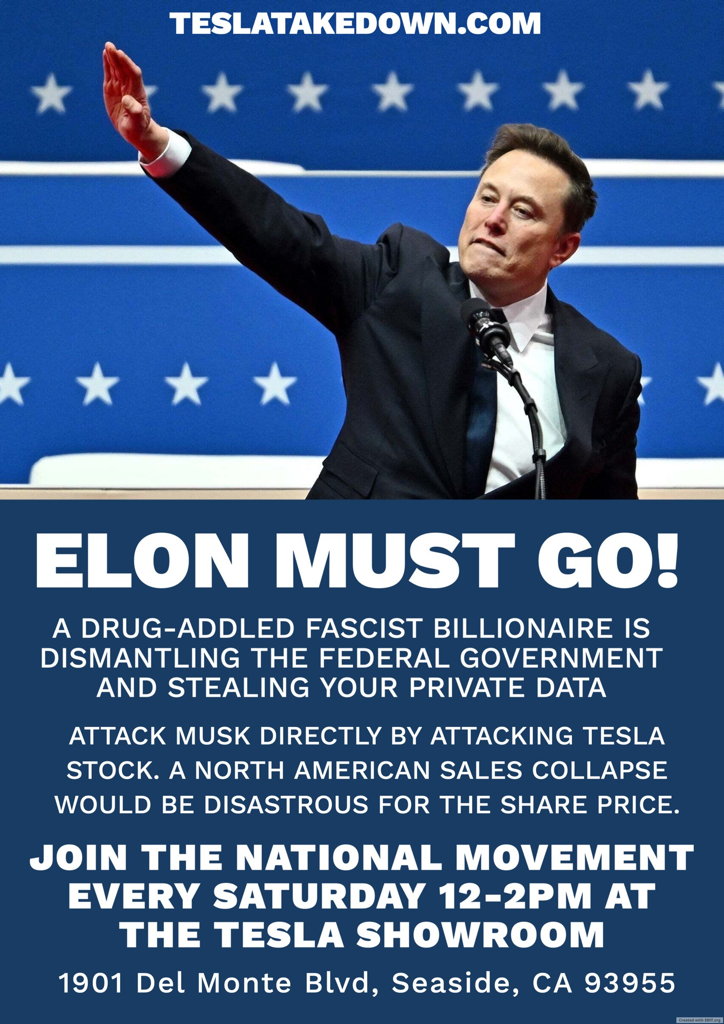 TESLATAKEDOWN.COM
ELON MUST GO!
A DRUG-ADDLED FASCIST BILLIONAIRE IS
DISMANTLING THE FEDERAL GOVERNMENT
AND STEALING YOUR PRIVATE DATA
ATTACK MUSK DIRECTLY BY ATTACKING TESLA
STOCK. A NORTH AMERICAN SALES COLLAPSE
WOULD BE DISASTROUS FOR THE SHARE PRICE.
JOIN THE NATIONAL MOVEMENT
EVERY SATURDAY 12-2PM AT
THE TESLA SHOWROOM
1901 Del Monte Blvd, Seaside, CA 93955